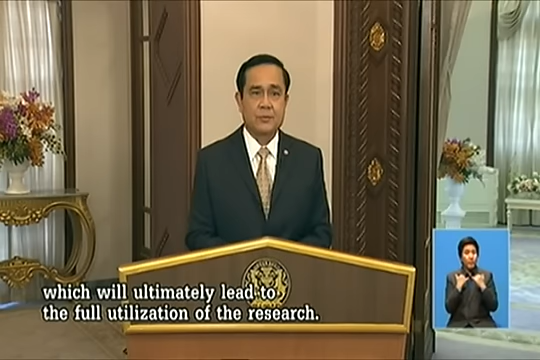 which will ultimately lead to
the full utilization of the research.